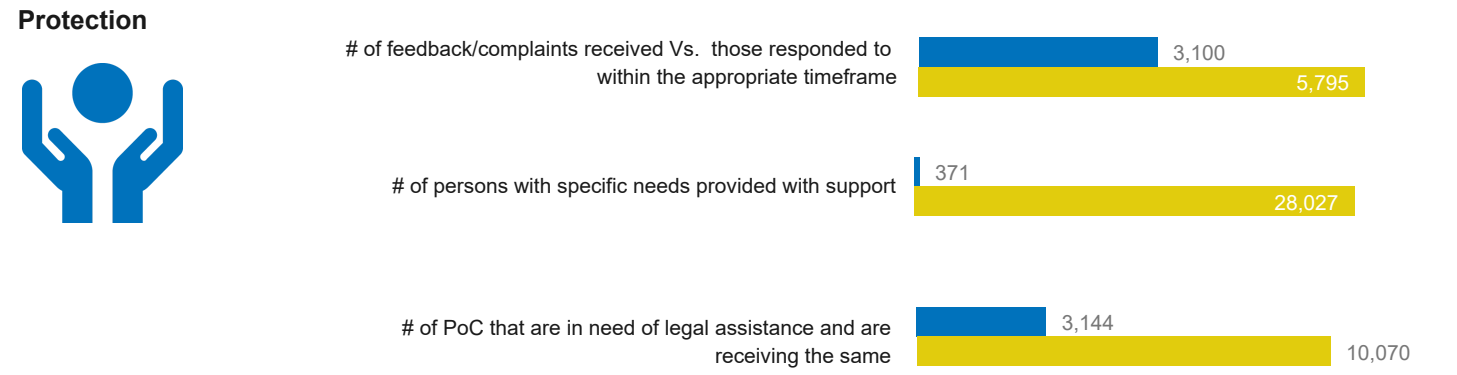 Protection
# of feedback/complaints received Vs. those responded to
within the appropriate timeframe
3,100
5,795
# of persons with specific needs provided with support
371
28,027
# of PoC that are in need of legal assistance and are
receiving the same
3,144
10,070